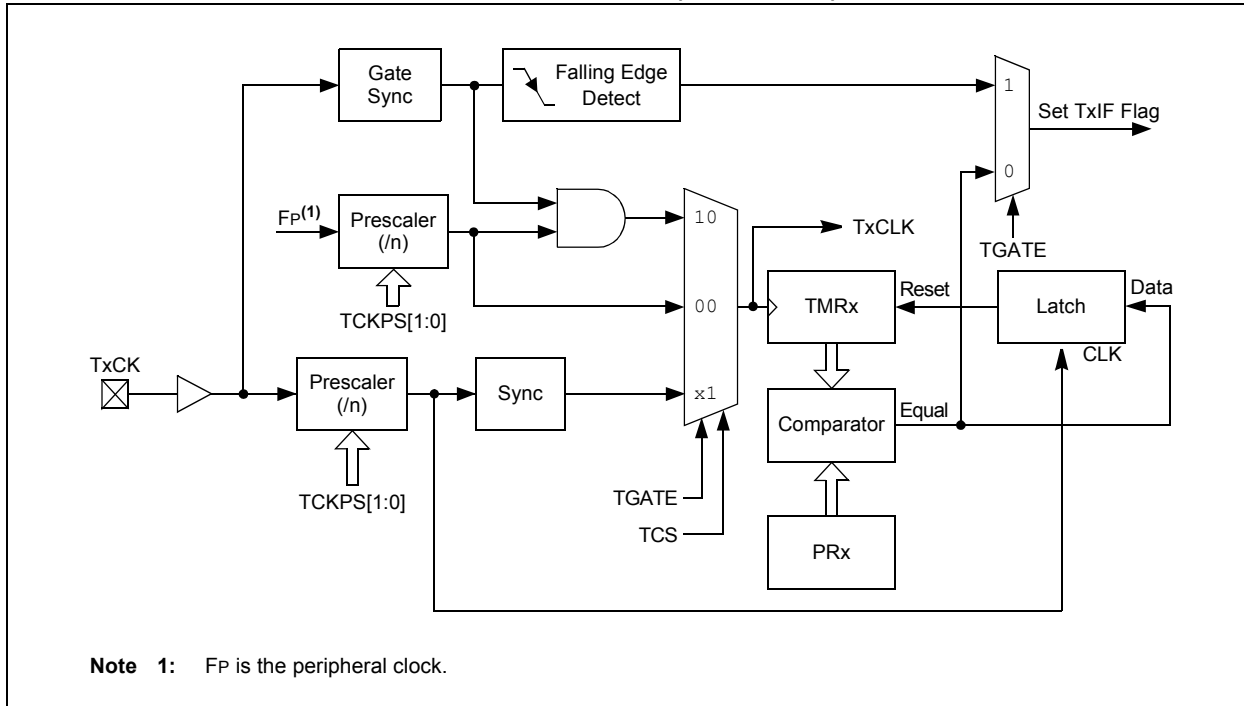 Gate
Sync
Falling Edge
Detect
1
Set TxIF Flag
0
FP(1)
Prescaler
(/n)
10
TxCLK
TGATE
TCKPS[1:0]
00
TMRx
Reset
Latch
Data
CLK
TxCK
Prescaler
(/n)
Sync
x1
Comparator
Equal
TCKPS[1:0]
TGATE
TCS
PRx
Note 1: FP is the peripheral clock.